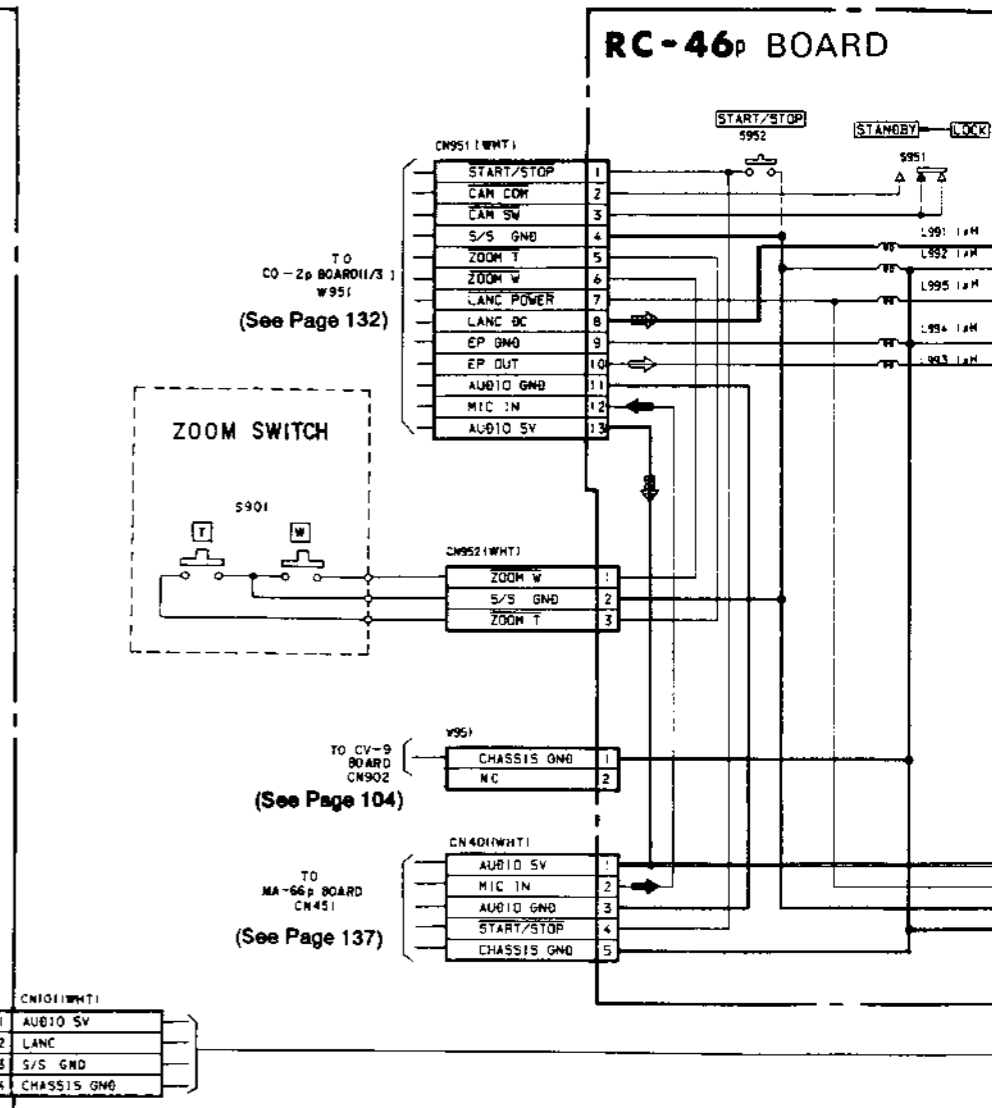 RC-46P BOARD
START/STOP
S952
STANDBY LOCK
S951
CN951 (WHT)
START/STOP 1
CAM COM 2
CAM SW 3
S/S GND 4
ZOOM T 5
ZOOM W 6
LANC POWER 7
LANC DC 8
EP GND 9
EP OUT 10
AUDIO GND 11
MIC IN 12
AUDIO 5V 13
TO
CO-2p BOARD(1/3)
W951
(See Page 132)
L991 1μH
L992 1μH
L995 1μH
L994 1μH
L993 1μH
ZOOM SWITCH
S901
T W
CN952(WHT)
ZOOM W 1
S/S GND 2
ZOOM T 3
W951
TO CV-9
BOARD
CN902
(See Page 104)
CHASSIS GND 1
NC 2
CN401(WHT)
TO
MA-66p BOARD
CN451
(See Page 137)
AUDIO 5V 1
MIC IN 2
AUDIO GND 3
START/STOP 4
CHASSIS GND 5
CN101(WHT)
1 AUDIO 5V
2 LANC
3 S/S GND
4 CHASSIS GND